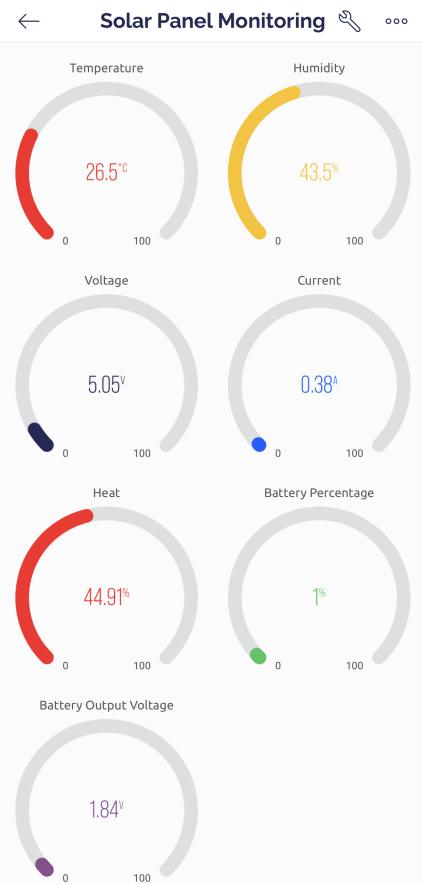 Solar Panel Monitoring
Temperature
Humidity
26.5°C
43.5%
0 100
0 100
Voltage
Current
5.05V
0.38A
0 100
0 100
Heat
Battery Percentage
44.91%
1%
0 100
0 100
Battery Output Voltage
1.84V
0 100